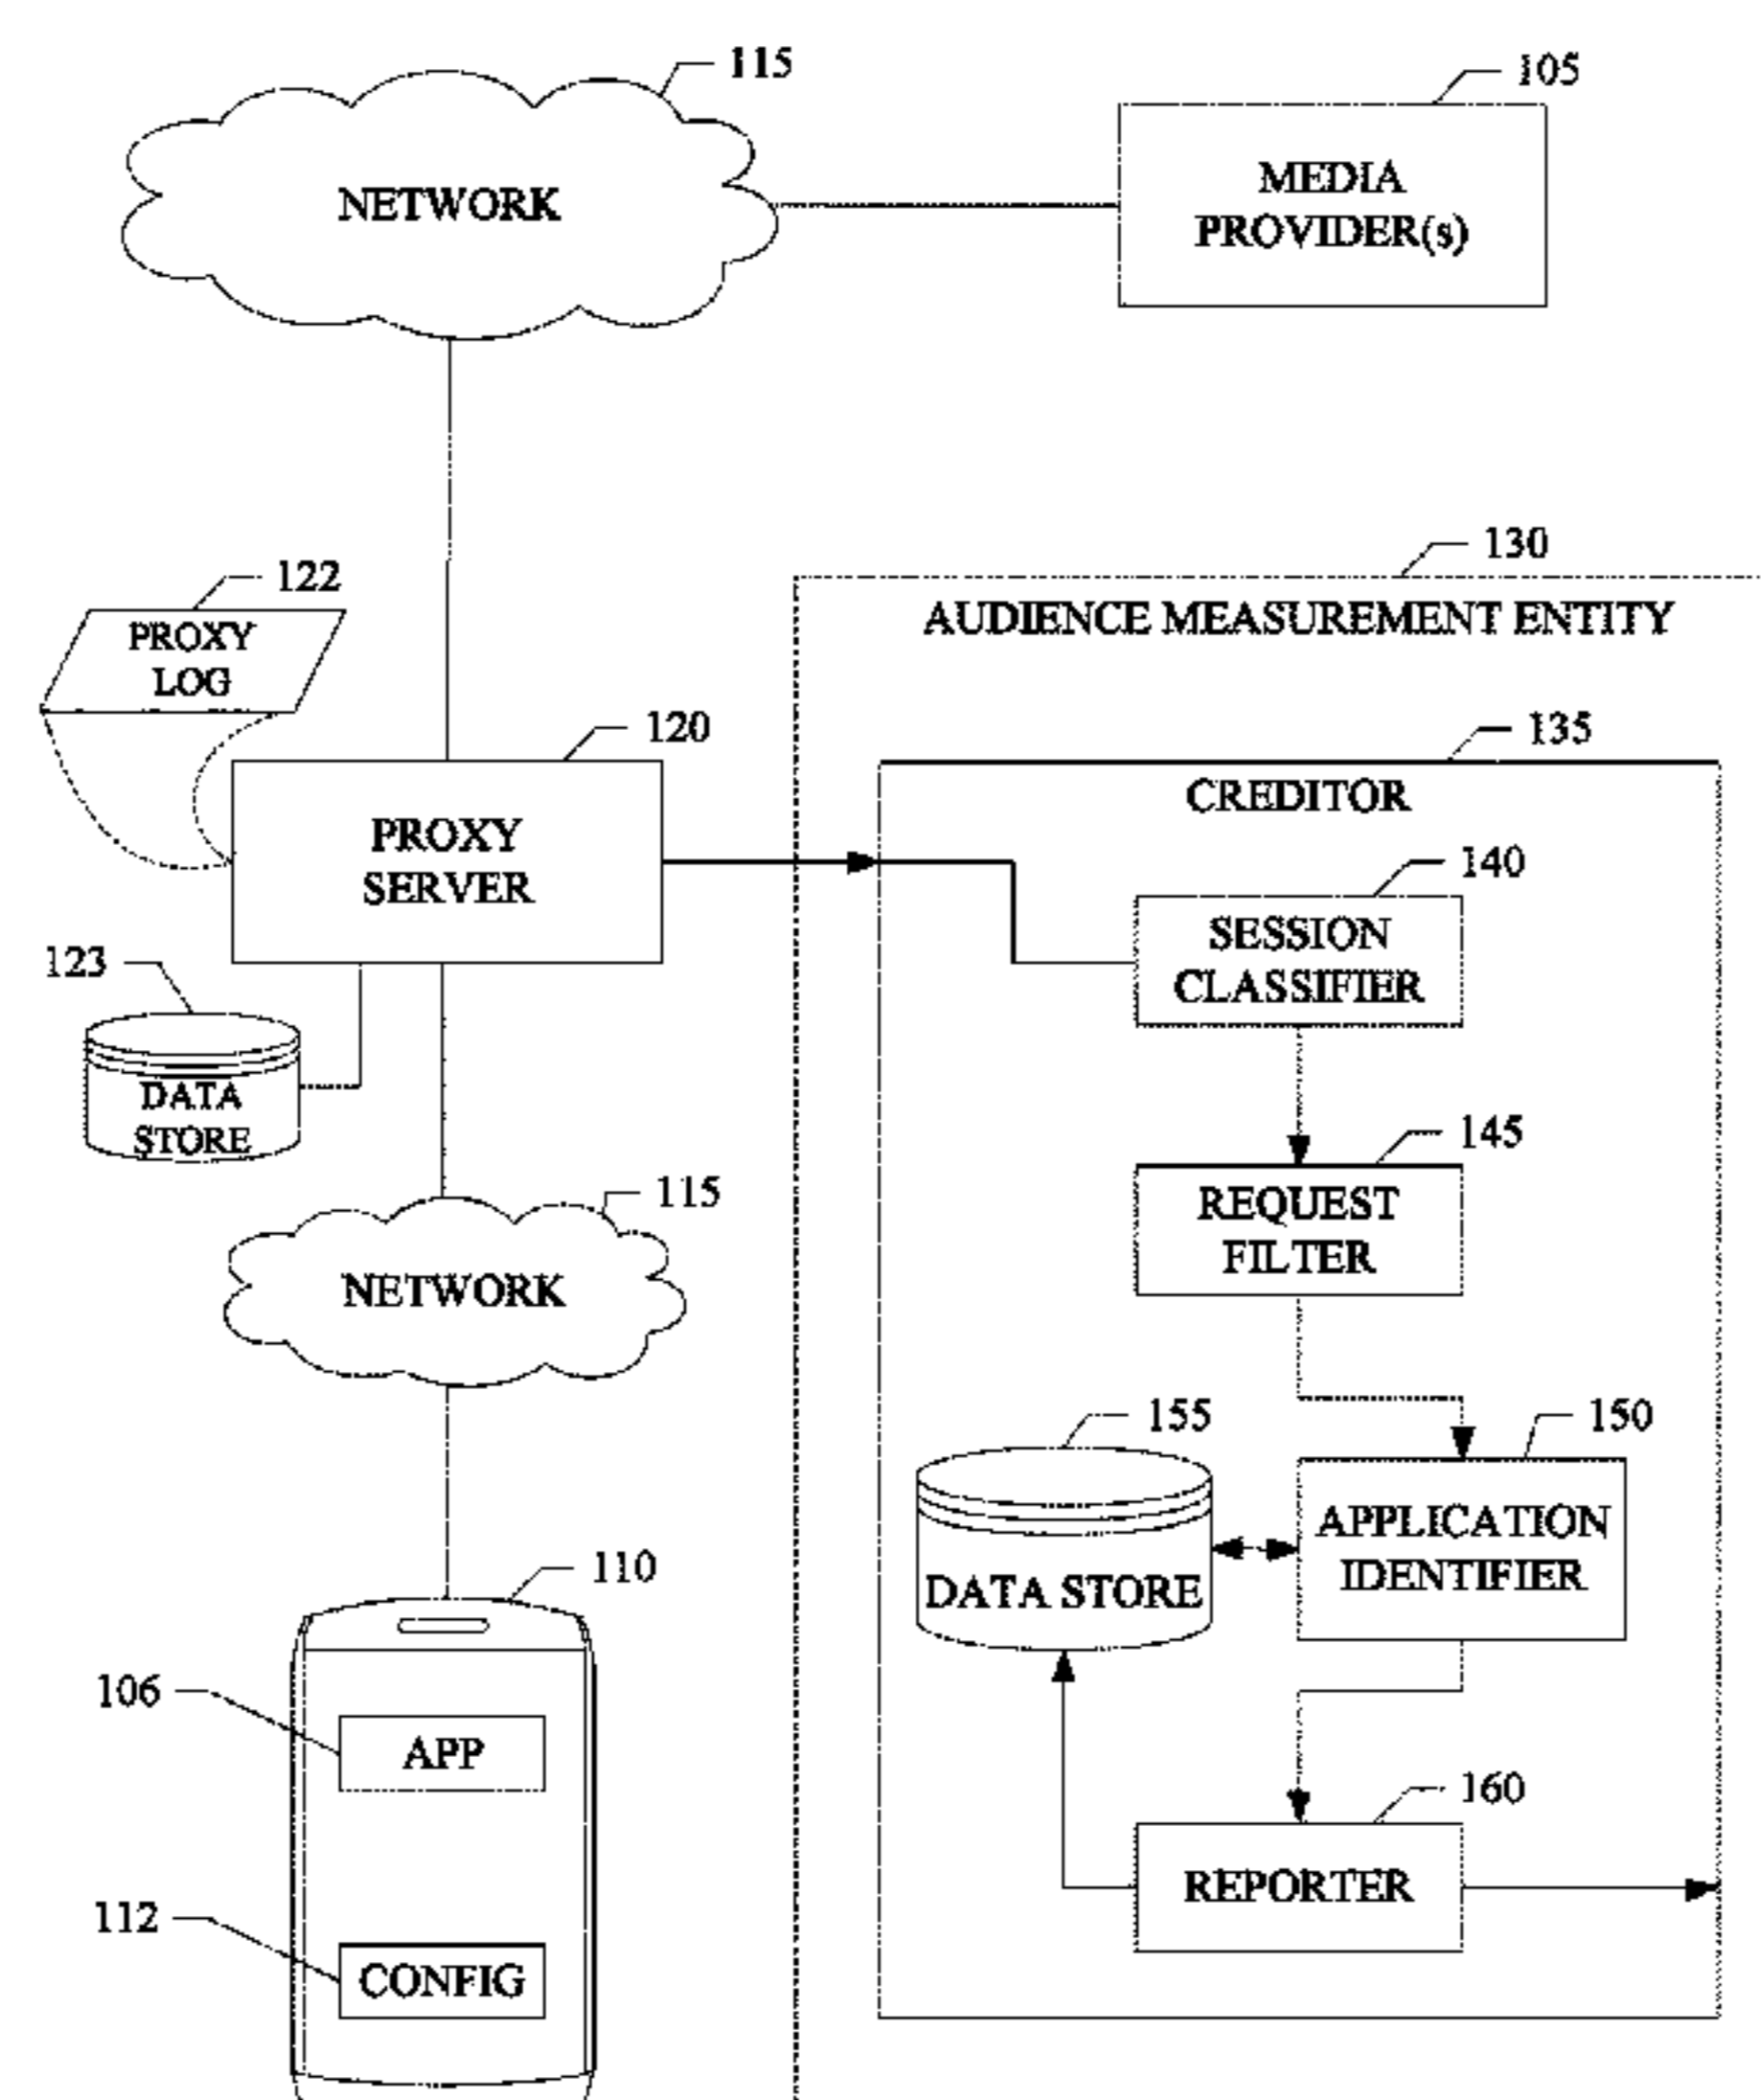 115
105
NETWORK
MEDIA
PROVIDER(s)
130
122
AUDIENCE MEASUREMENT ENTITY
PROXY
LOG
120
135
CREDITOR
PROXY
SERVER
140
SESSION
CLASSIFIER
123
DATA
STORE
145
115
REQUEST
FILTER
NETWORK
155
150
APPLICATION
IDENTIFIER
110
DATA STORE
106
APP
160
REPORTER
112
CONFIG